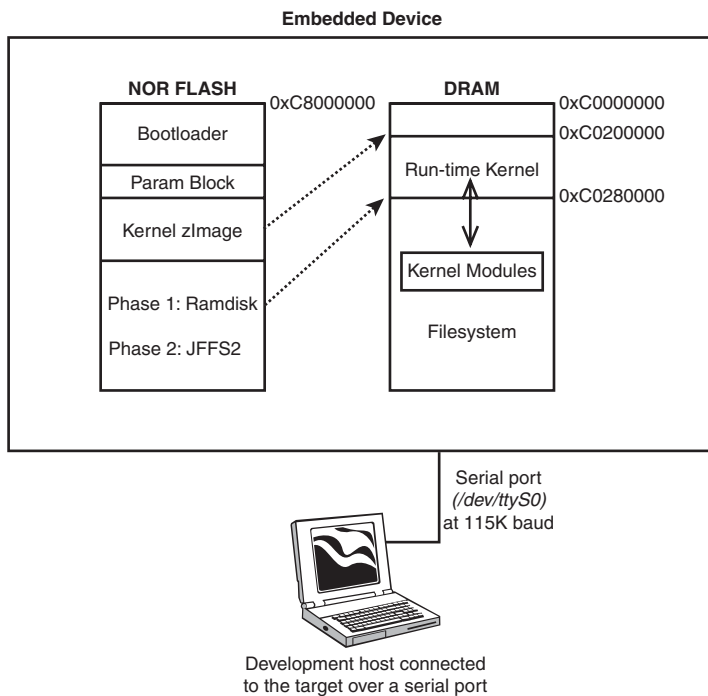 Embedded Device
NOR FLASH
0xC8000000
Bootloader
Param Block
Kernel zImage
Phase 1: Ramdisk
Phase 2: JFFS2
DRAM
0xC0000000
0xC0200000
Run-time Kernel
0xC0280000
Kernel Modules
Filesystem
Serial port
(/dev/ttyS0)
at 115K baud
Development host connected
to the target over a serial port